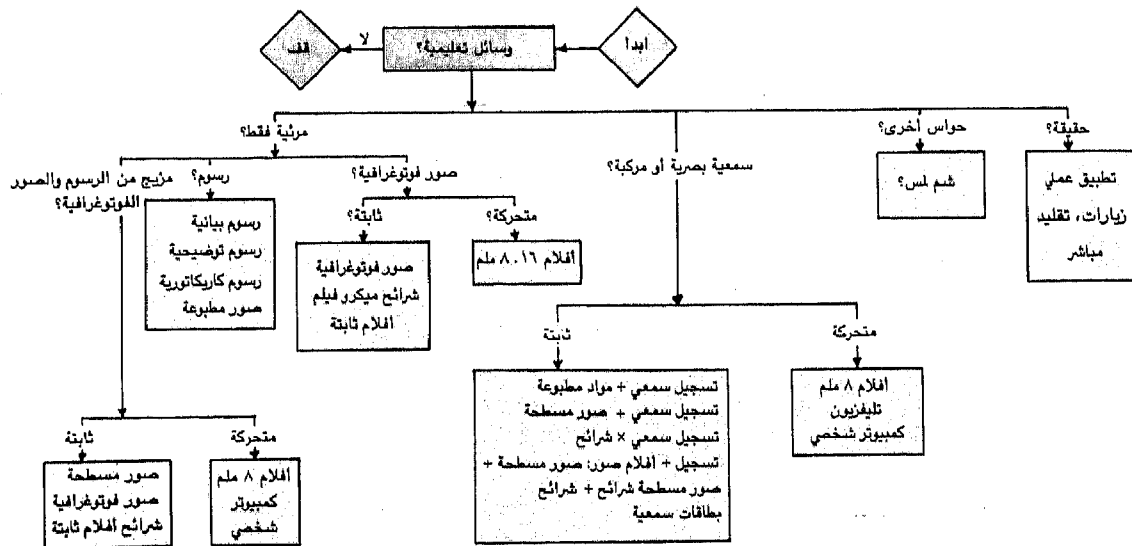 ابدأ
وسائل تعليمية؟
لا
قف
حقيقة؟
تطبيق عملي
زيارات، تقليد
مباشر
حواس أخرى؟
شم لمس؟
سمعية بصرية أو مركبة؟
متحركة
أفلام ٨ ملم
تليفزيون
كمبيوتر شخصي
ثابتة
تسجيل سمعي + مواد مطبوعة
تسجيل سمعي + صور مسطحة
تسجيل سمعي × شرائح
تسجيل + أفلام صور: صور مسطحة +
صور مسطحة شرائح + شرائح
بطاقات سمعية
مرئية فقط؟
صور فوتوغرافية؟
متحركة؟
أفلام ٨،١٦ ملم
ثابتة؟
صور فوتوغرافية
شرائح ميكرو فيلم
أفلام ثابتة
رسوم؟
رسوم بيانية
رسوم توضيحية
رسوم كاريكاتورية
صور مطبوعة
مزيج من الرسوم والصور
الفوتوغرافية؟
متحركة
أفلام ٨ ملم
كمبيوتر
شخصي
ثابتة
صور مسطحة
صور فوتوغرافية
شرائح أفلام ثابتة